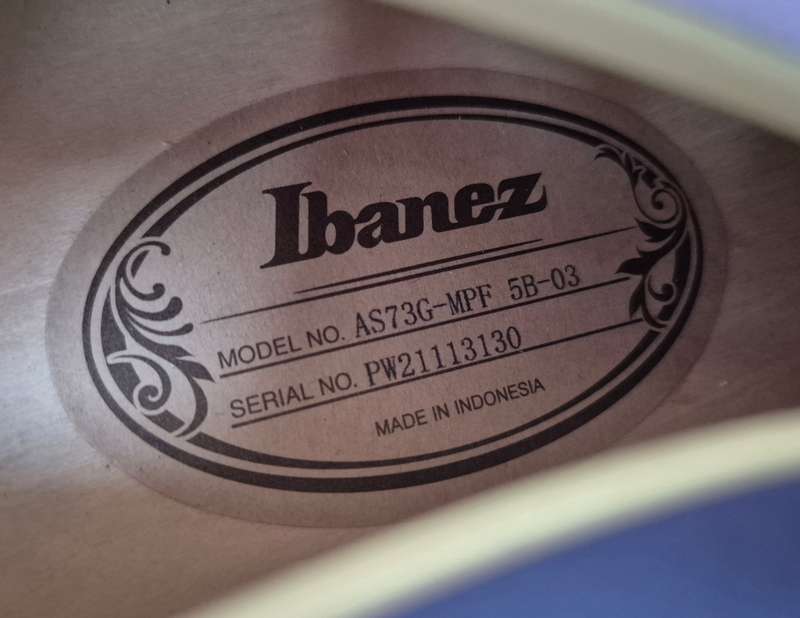 Ibanez
MODEL NO. AS73G-MPF 5B-03
SERIAL NO. PW21113130
MADE IN INDONESIA